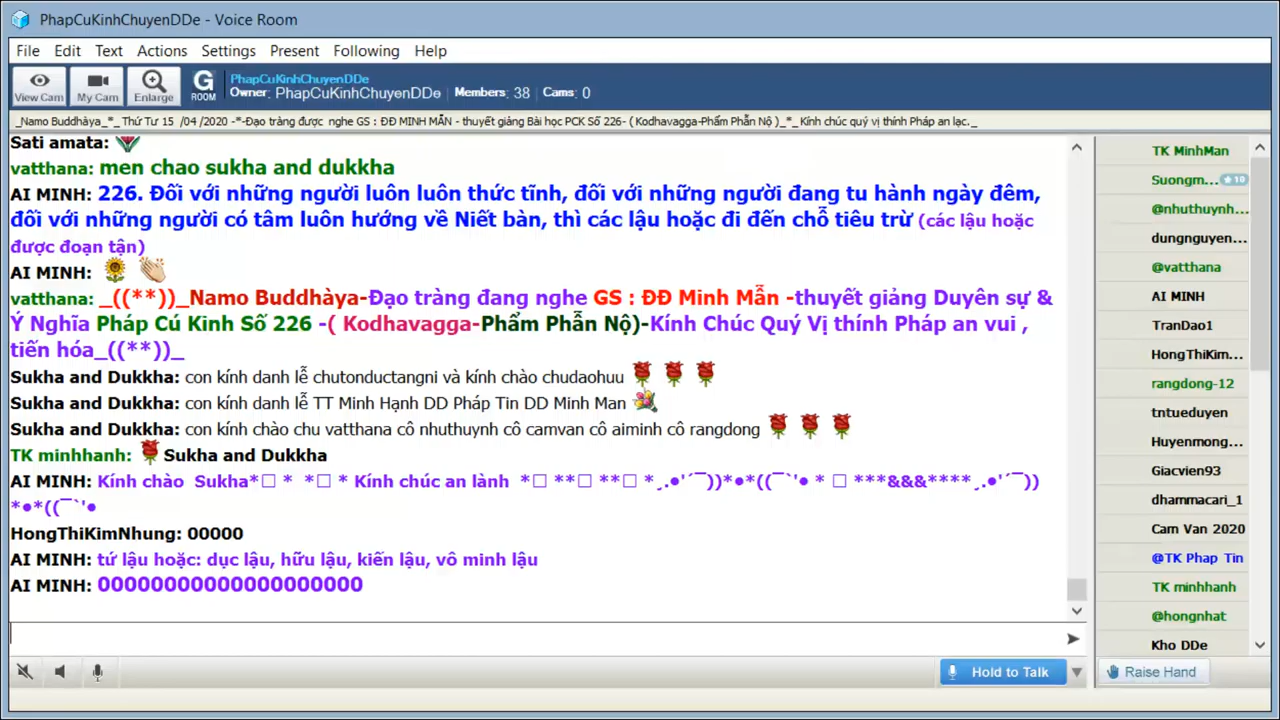 PhapCuKinhChuyenDDe - Voice Room
File Edit Text Actions Settings Present Following Help
View Cam My Cam Enlarge G ROOM
PhapCuKinhChuyenDDe
Owner: PhapCuKinhChuyenDDe Members: 38 Cams: 0
_Namo Buddhàya_*_ Thứ Tư 15 /04 /2020 -*-Đạo tràng được nghe GS : ĐĐ MINH MẪN - thuyết giảng Bài học PCK Số 226- ( Kodhavagga-Phẩm Phẫn Nộ )_*_ Kính chúc quý vị thính Pháp an lạc._
Sati amata:
vatthana: men chao sukha and dukkha
AI MINH: 226. Đối với những người luôn luôn thức tĩnh, đối với những người đang tu hành ngày đêm,
đối với những người có tâm luôn hướng về Niết bàn, thì các lậu hoặc đi đến chỗ tiêu trừ (các lậu hoặc
được đoạn tận)
AI MINH:
vatthana: _((**))_Namo Buddhàya-Đạo tràng đang nghe GS : ĐĐ Minh Mẫn -thuyết giảng Duyên sự &
Ý Nghĩa Pháp Cú Kinh Số 226 -( Kodhavagga-Phẩm Phẫn Nộ)-Kính Chúc Quý Vị thính Pháp an vui ,
tiến hóa_((**))_
Sukha and Dukkha: con kính danh lễ chutonductangni và kính chào chudaohuu
Sukha and Dukkha: con kính danh lễ TT Minh Hạnh DD Pháp Tin DD Minh Man
Sukha and Dukkha: con kính chào chu vatthana cô nhuthuynh cô camvan cô aiminh cô rangdong
TK minhhanh: Sukha and Dukkha
AI MINH: Kính chào Sukha*□ * *□ * Kính chúc an lành *□ **□ **□ *¸.•'´¯))*•*((¯`'• * □ ***&&&****¸.•'´¯))
*•*((¯`'•
HongThiKimNhung: 00000
AI MINH: tứ lậu hoặc: dục lậu, hữu lậu, kiến lậu, vô minh lậu
AI MINH: 00000000000000000000
Hold to Talk
TK MinhMan
Suongm... 10
@nhuthuynh...
dungnguyen...
@vatthana
AI MINH
TranDao1
HongThiKim...
rangdong-12
tntueduyen
Huyenmong...
Giacvien93
dhammacari_1
Cam Van 2020
@TK Phap Tin
TK minhhanh
@hongnhat
Kho DDe
Raise Hand